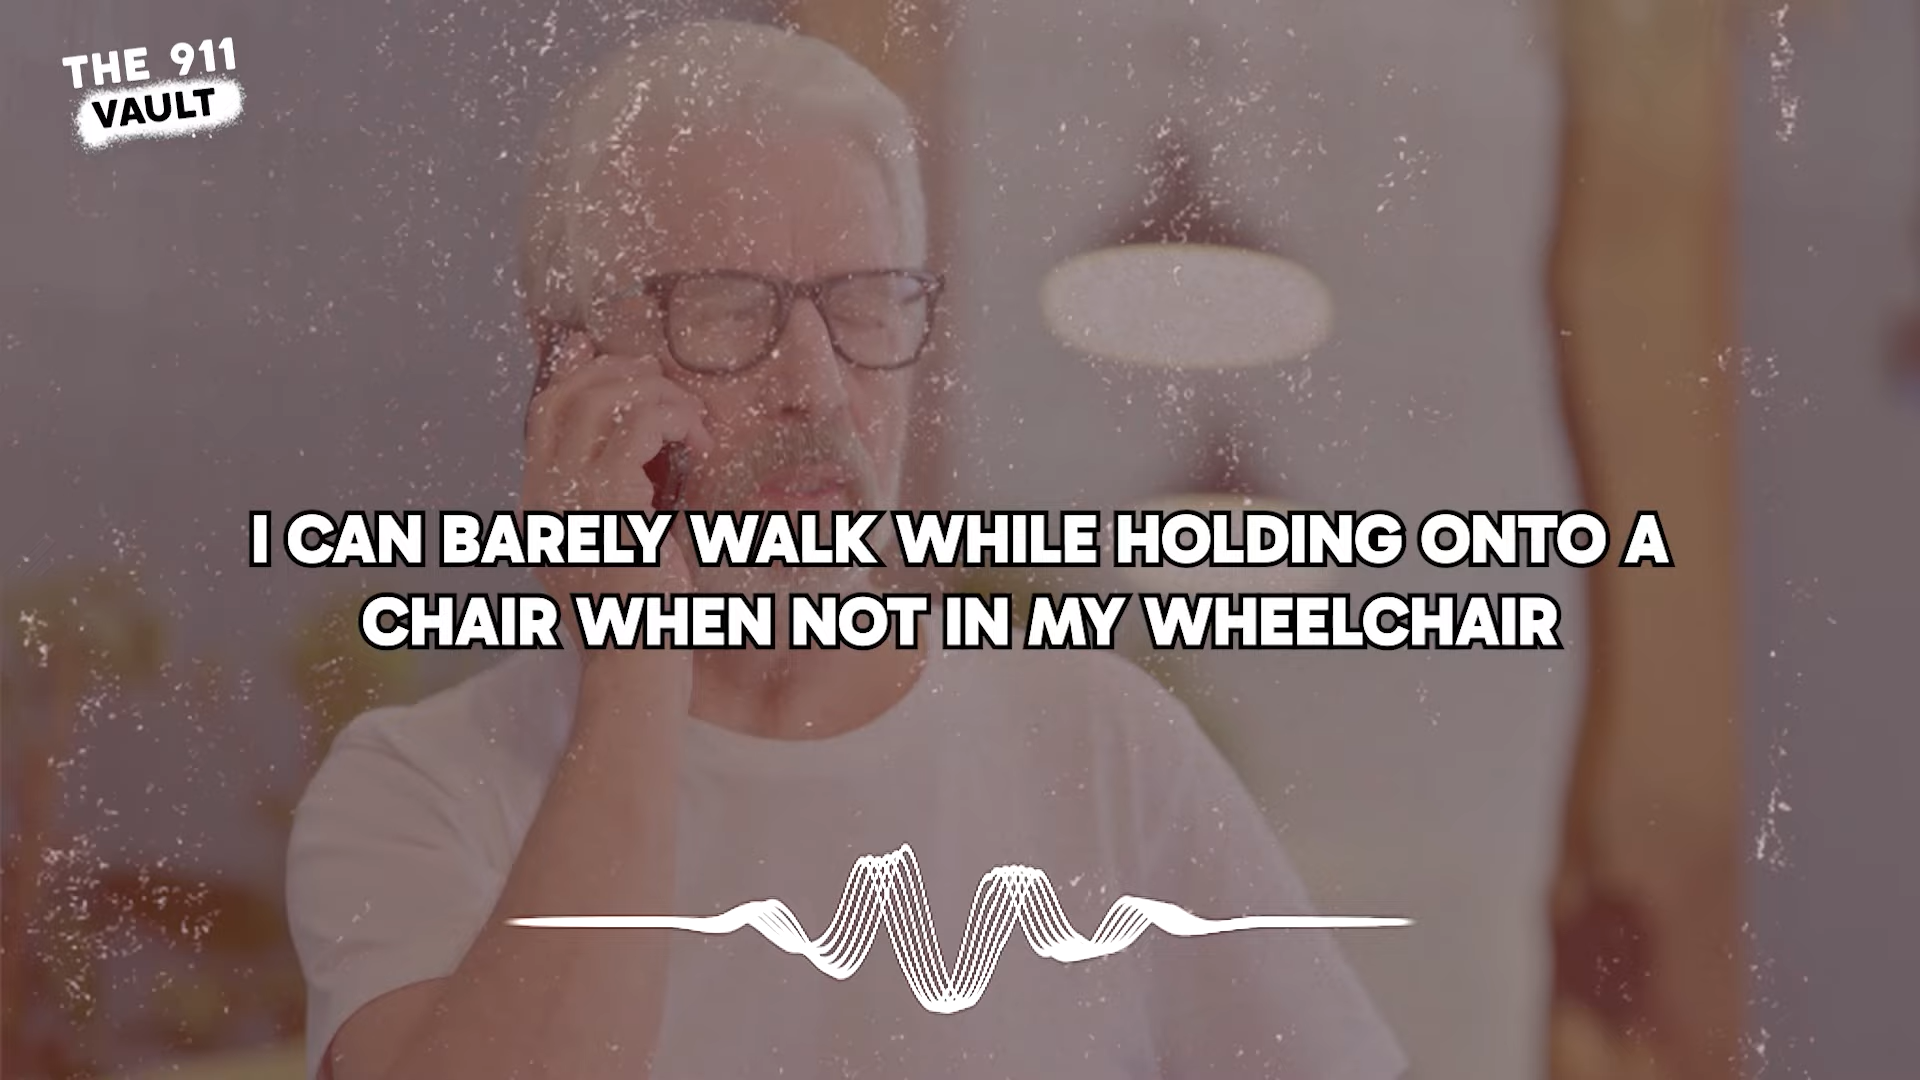 THE 911
VAULT
I CAN BARELY WALK WHILE HOLDING ONTO A
CHAIR WHEN NOT IN MY WHEELCHAIR